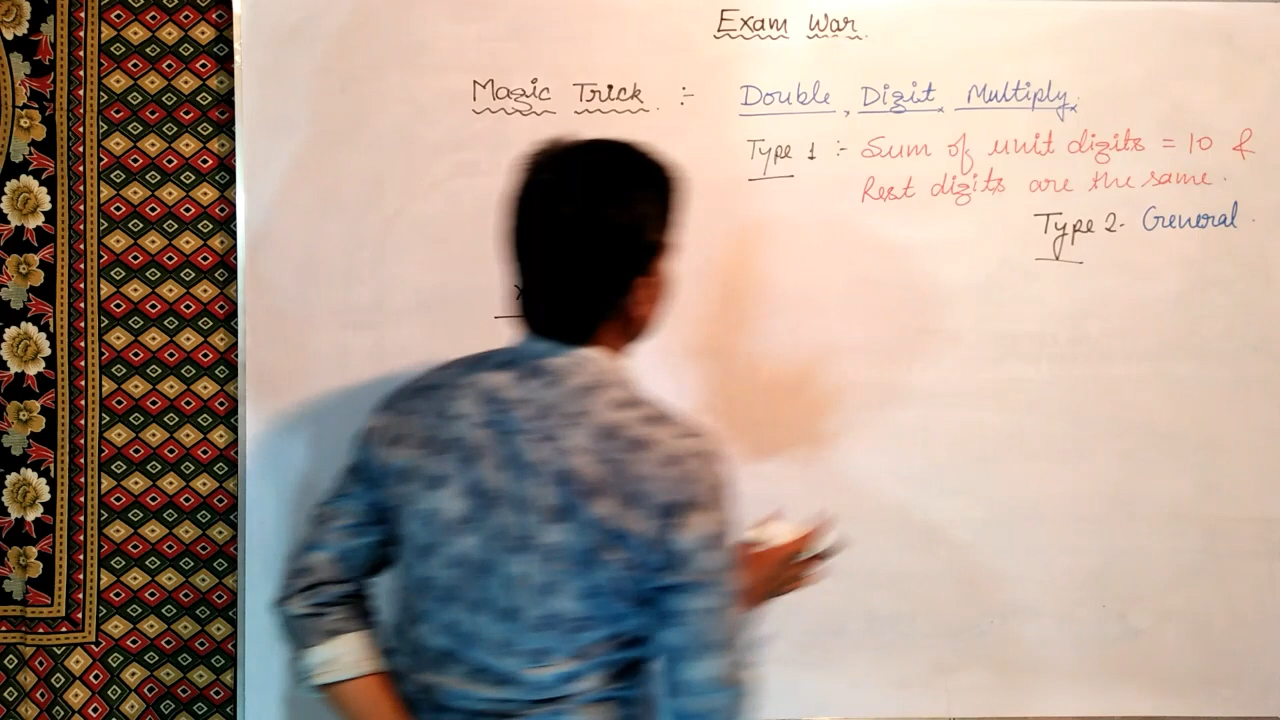 Exam War.
Magic Trick :- Double, Digit Multiply.
Type 1 :- Sum of unit digits = 10 &
Rest digits are the same.
Type 2- General.
x